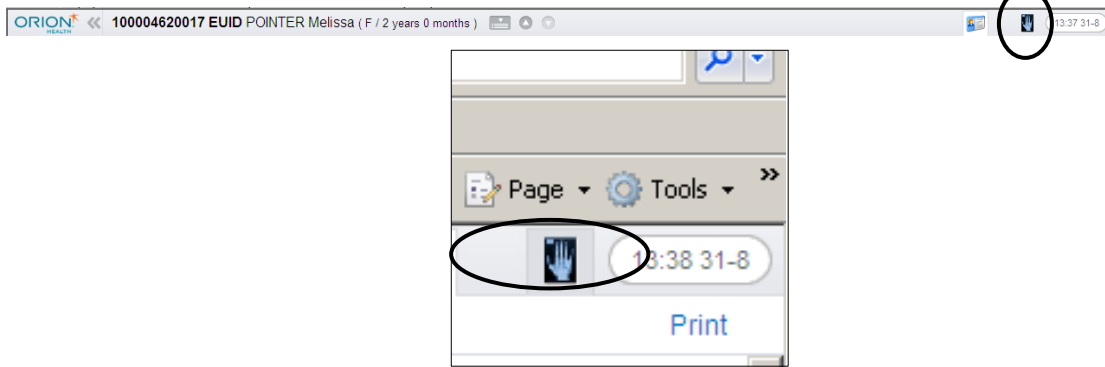 ORION HEALTH « 100004620017 EUID POINTER Melissa ( F / 2 years 0 months ) 13:37 31-8
Page Tools »
13:38 31-8
Print